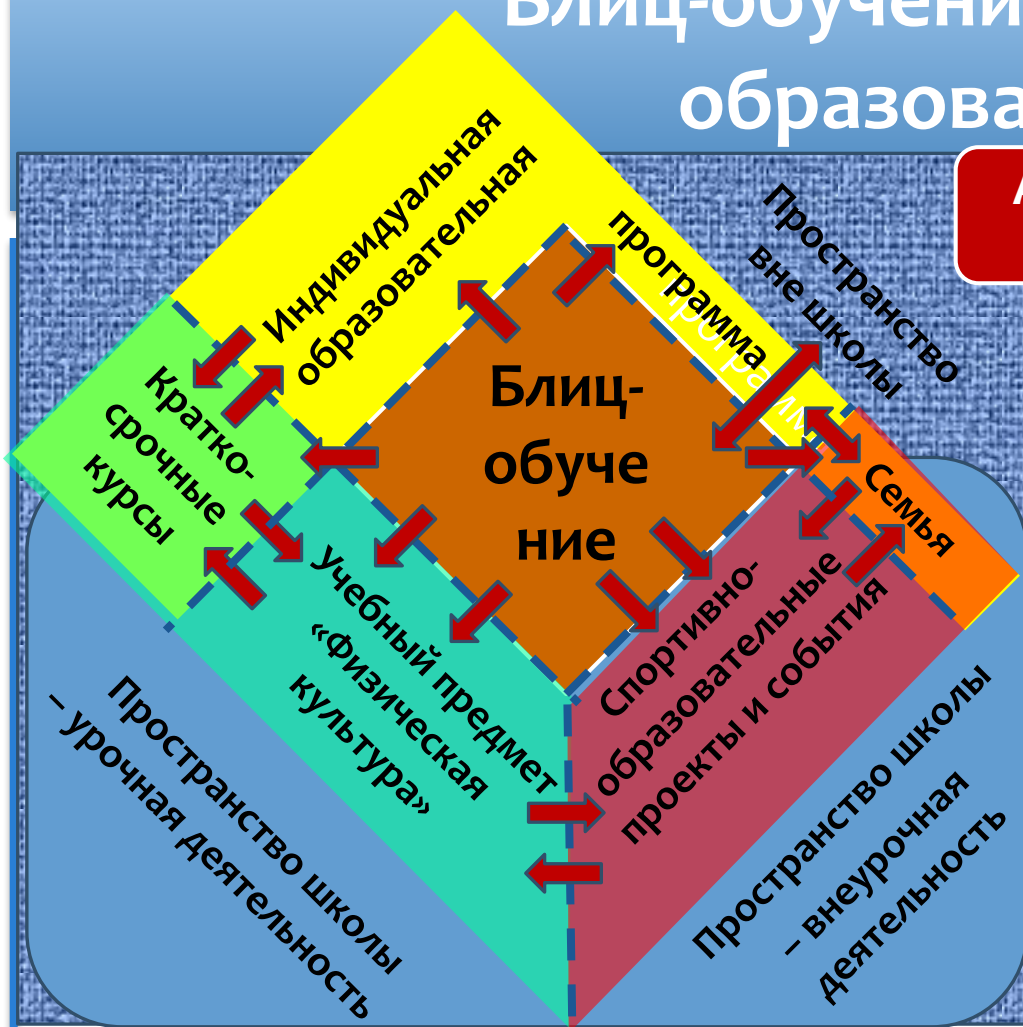 Блиц-обучени
образова
Индивидуальная
образовательная
программа
Пространство
вне школы
Блиц-
обуче
ние
Кратко-
срочные
курсы
Семья
Учебный предмет
«Физическая
культура»
Спортивно-
образовательные
проекты и события
Пространство школы
– урочная деятельность
Пространство школы
– внеурочная
деятельность